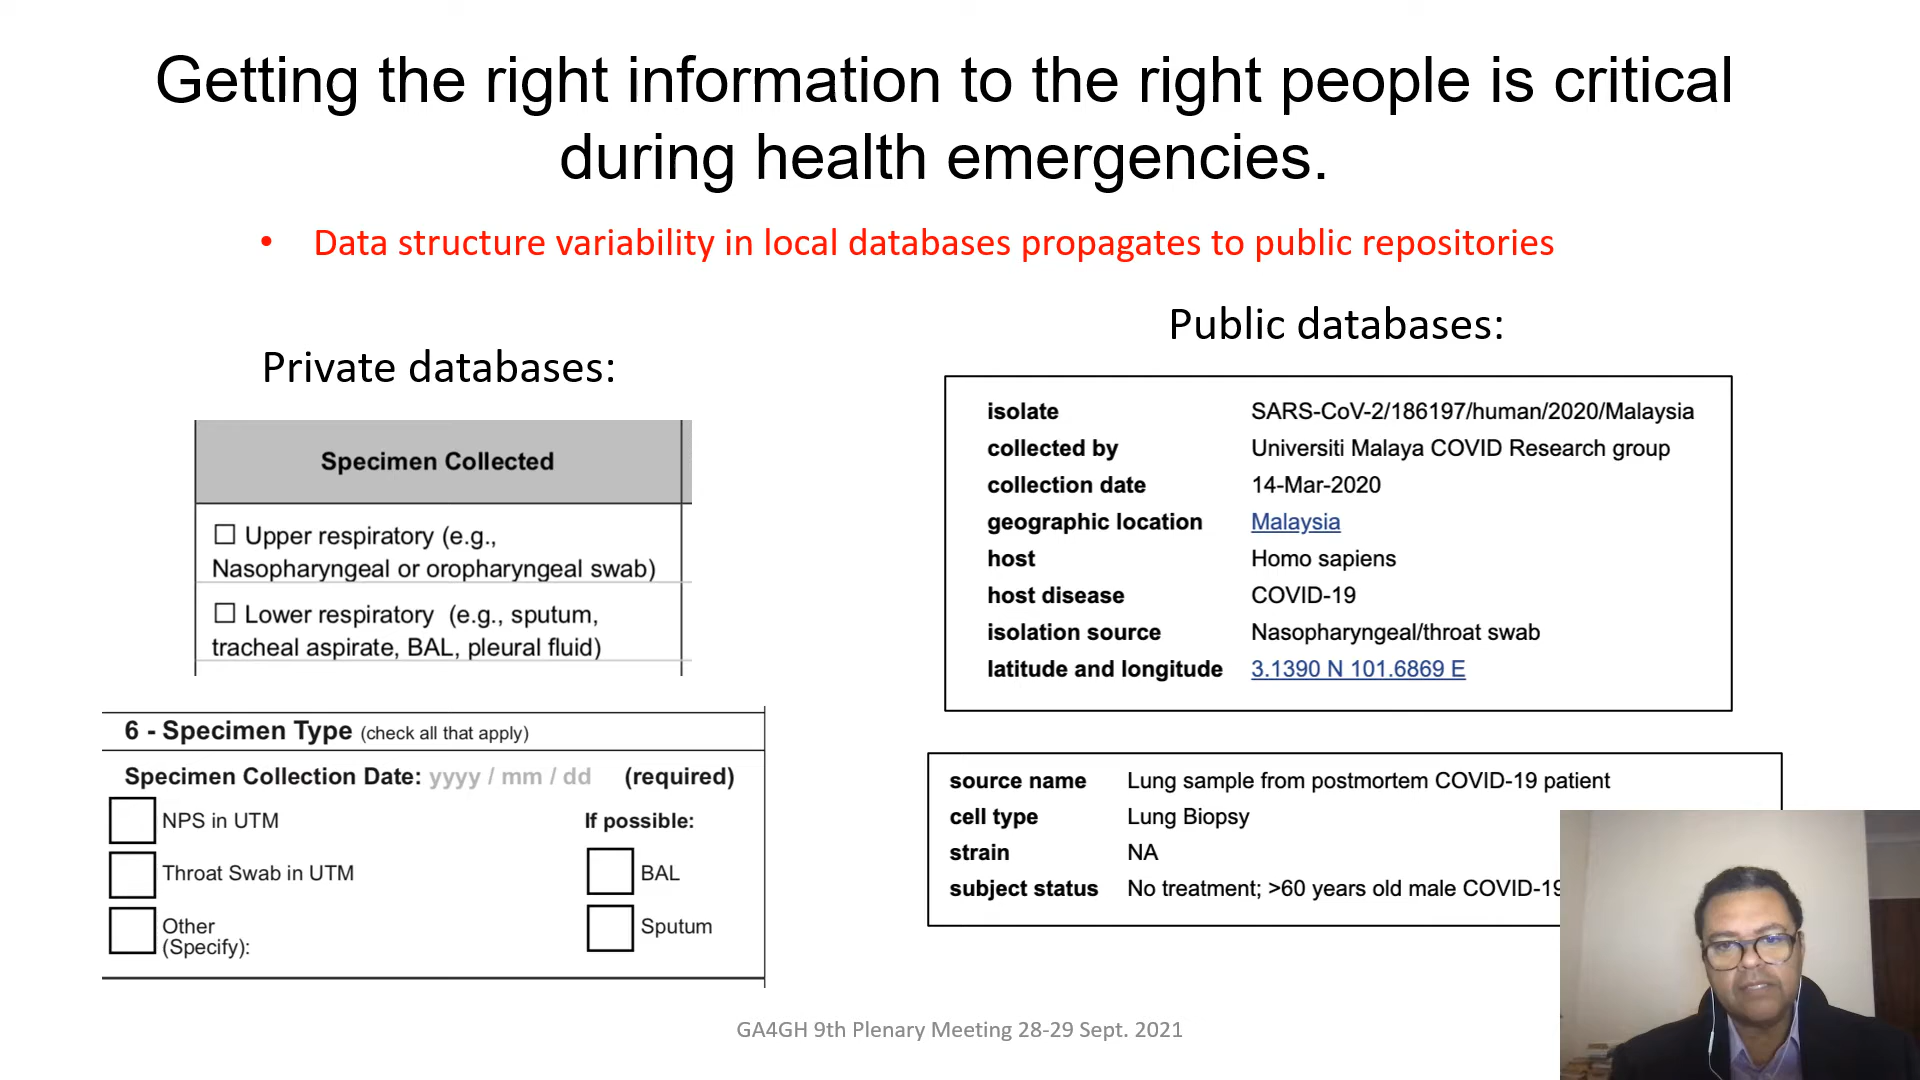 Getting the right information to the right people is critical
during health emergencies.
• Data structure variability in local databases propagates to public repositories
Private databases:
Specimen Collected
☐ Upper respiratory (e.g.,
Nasopharyngeal or oropharyngeal swab)
☐ Lower respiratory (e.g., sputum,
tracheal aspirate, BAL, pleural fluid)
6 - Specimen Type (check all that apply)
Specimen Collection Date: yyyy / mm / dd (required)
NPS in UTM
If possible:
Throat Swab in UTM
BAL
Other
(Specify):
Sputum
Public databases:
isolate SARS-CoV-2/186197/human/2020/Malaysia
collected by Universiti Malaya COVID Research group
collection date 14-Mar-2020
geographic location Malaysia
host Homo sapiens
host disease COVID-19
isolation source Nasopharyngeal/throat swab
latitude and longitude 3.1390 N 101.6869 E
source name Lung sample from postmortem COVID-19 patient
cell type Lung Biopsy
strain NA
subject status No treatment; >60 years old male COVID-19
GA4GH 9th Plenary Meeting 28-29 Sept. 2021